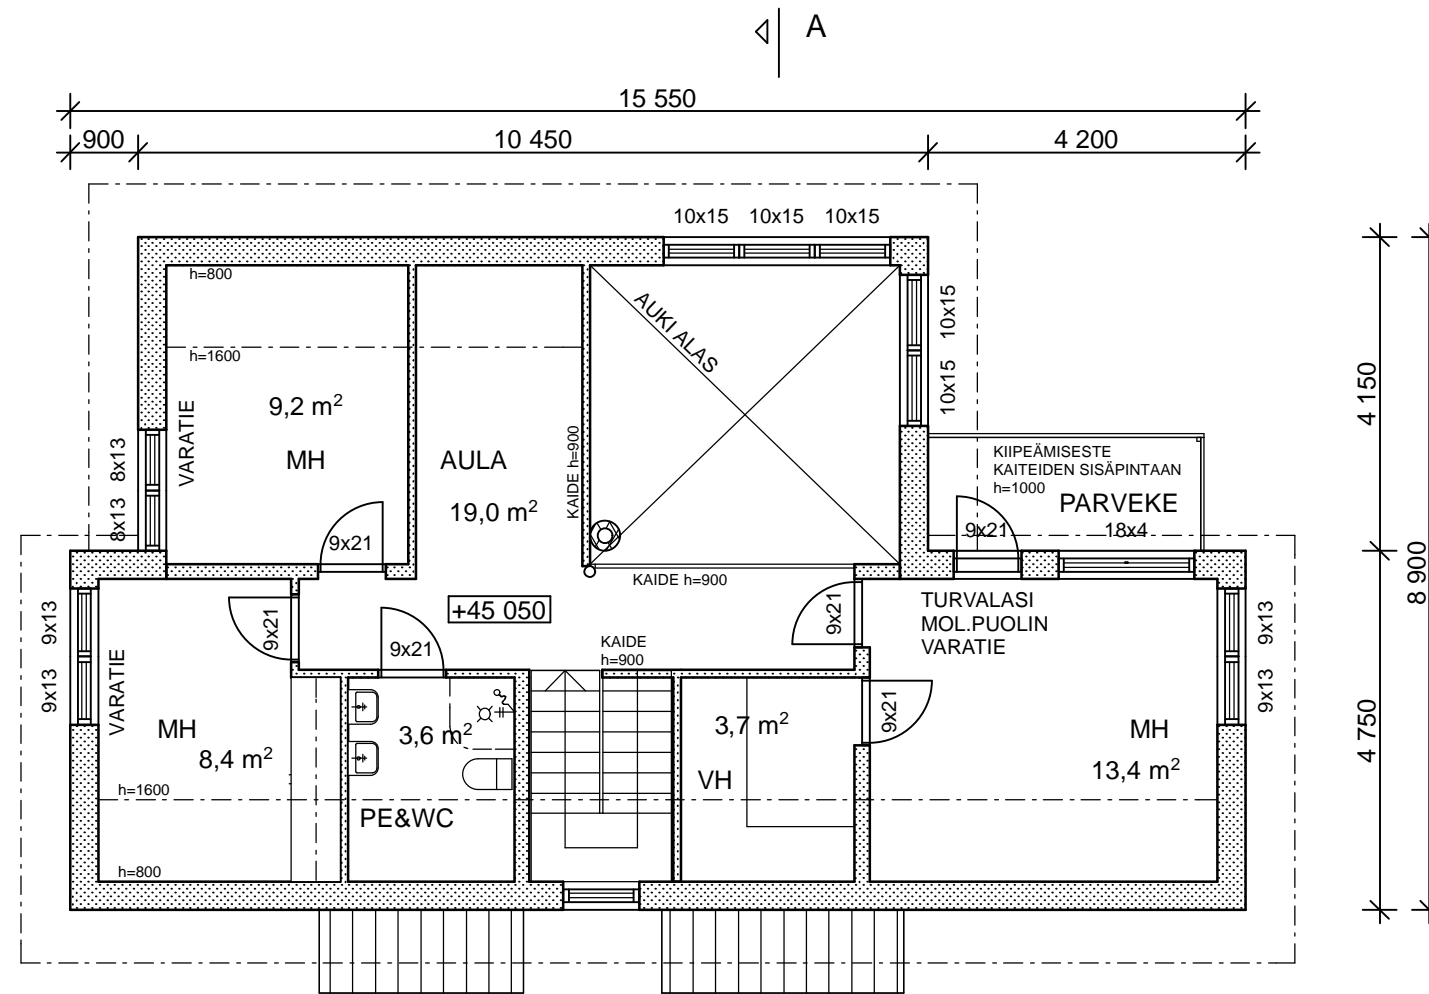 A
15 550
900
10 450
4 200
10x15 10x15 10x15
h=800
AUKI ALAS
10x15
10x15
h=1600
4 150
9,2 m²
VARATIE
MH
AULA
KAIDE h=900
8x13
8x13
19,0 m²
KIIPEÄMISESTE
KAITEIDEN SISÄPINTAAN
h=1000
PARVEKE
9x21
9x21
18x4
8 900
KAIDE h=900
+45 050
TURVALASI
MOL.PUOLIN
VARATIE
9x13
9x13
VARATIE
9x21
9x21
KAIDE
h=900
9x21
9x13
9x13
MH
8,4 m²
3,6 m²
3,7 m²
9x21
MH
13,4 m²
4 750
VH
h=1600
PE&WC
h=800